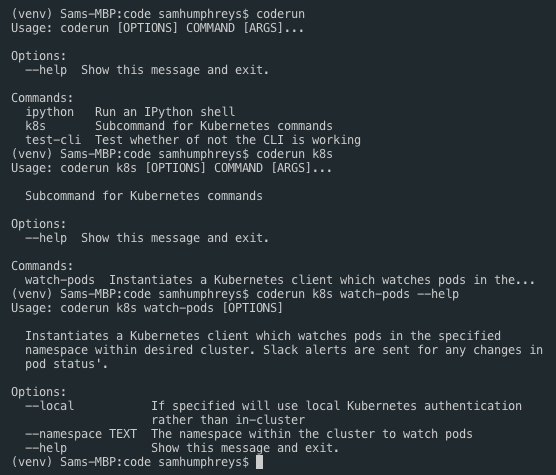 (venv) Sams-MBP:code samhumphreys$ coderun
Usage: coderun [OPTIONS] COMMAND [ARGS]...
Options:
--help  Show this message and exit.
Commands:
ipython   Run an IPython shell
k8s       Subcommand for Kubernetes commands
test-cli  Test whether of not the CLI is working
(venv) Sams-MBP:code samhumphreys$ coderun k8s
Usage: coderun k8s [OPTIONS] COMMAND [ARGS]...
Subcommand for Kubernetes commands
Options:
--help  Show this message and exit.
Commands:
watch-pods  Instantiates a Kubernetes client which watches pods in the...
(venv) Sams-MBP:code samhumphreys$ coderun k8s watch-pods --help
Usage: coderun k8s watch-pods [OPTIONS]
Instantiates a Kubernetes client which watches pods in the specified
namespace within desired cluster. Slack alerts are sent for any changes in
pod status'.
Options:
--local           If specified will use local Kubernetes authentication
rather than in-cluster
--namespace TEXT  The namespace within the cluster to watch pods
--help            Show this message and exit.
(venv) Sams-MBP:code samhumphreys$